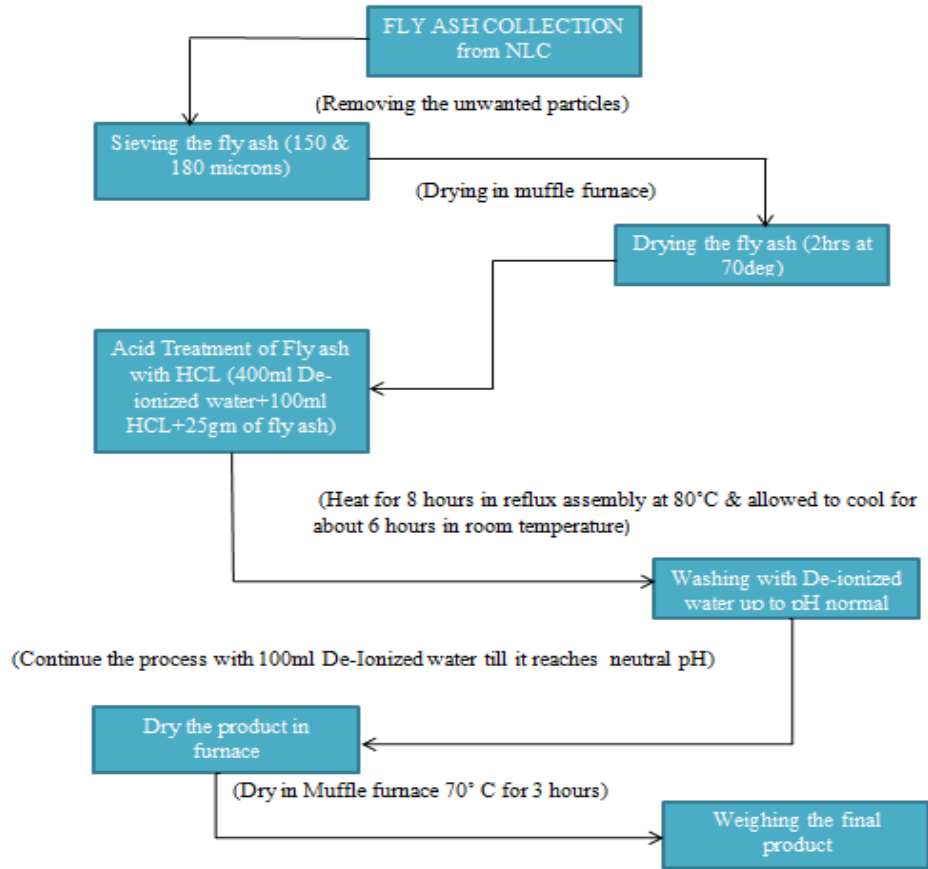 FLY ASH COLLECTION
from NLC
(Removing the unwanted particles)
Sieving the fly ash (150 &
180 microns)
(Drying in muffle furnace)
Drying the fly ash (2hrs at
70deg)
Acid Treatment of Fly ash
with HCL (400ml De-
ionized water+100ml
HCL+25gm of fly ash)
(Heat for 8 hours in reflux assembly at 80˚C & allowed to cool for
about 6 hours in room temperature)
Washing with De-ionized
water up to pH normal
(Continue the process with 100ml De-Ionized water till it reaches neutral pH)
Dry the product in
furnace
(Dry in Muffle furnace 70˚ C for 3 hours)
Weighing the final
product